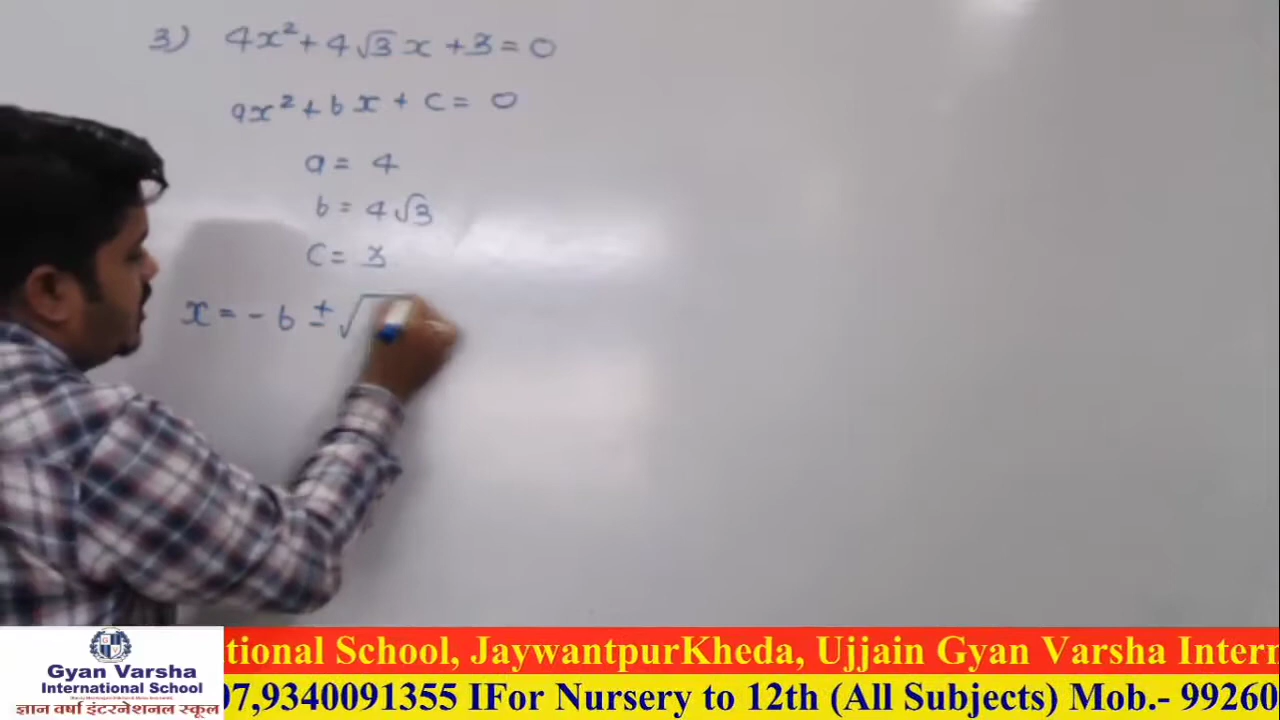 3) 4x² + 4√3 x + 3 = 0
ax² + bx + c = 0
a = 4
b = 4√3
c = 3
x = - b ± √
Gyan Varsha
International School
ज्ञान वर्षा इंटरनेशनल स्कूल
tional School, JaywantpurKheda, Ujjain Gyan Varsha Intern
07,9340091355 IFor Nursery to 12th (All Subjects) Mob.- 99260